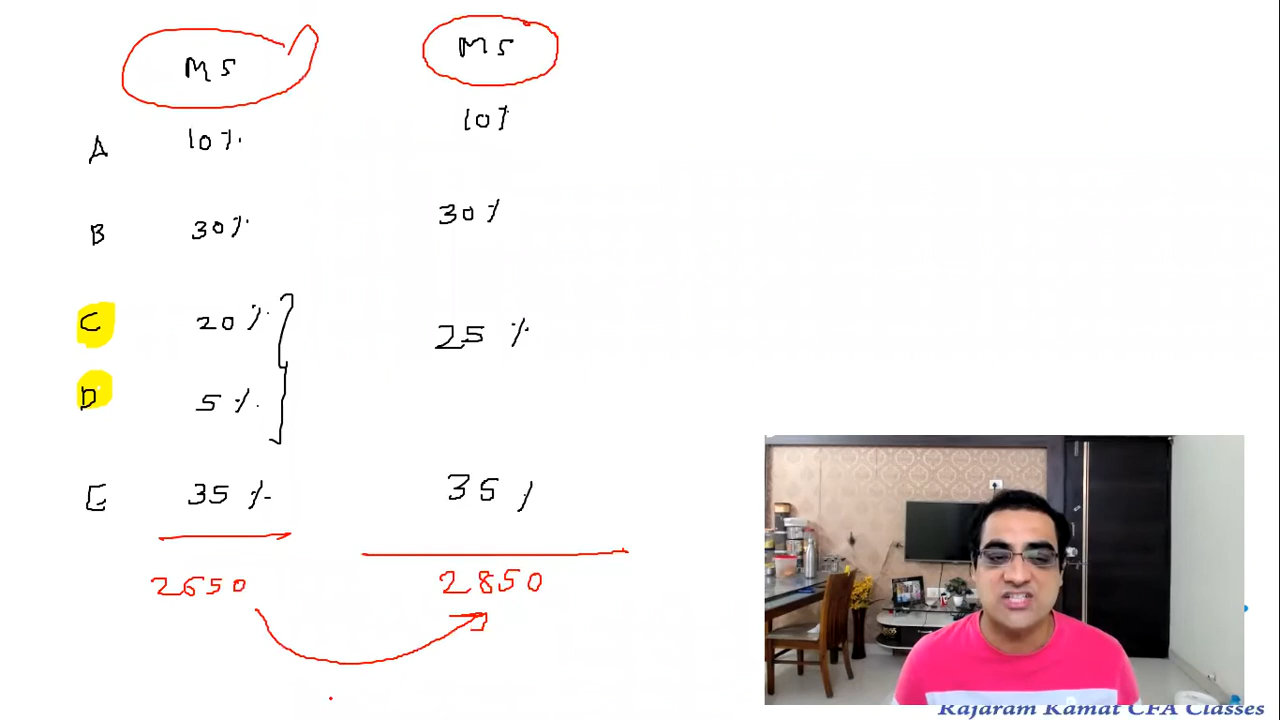 MS MS
A 10% 10%
B 30% 30%
C 20% 25%
D 5%
E 35% 35%
2650 2850
Rajaram Kamat CFA Classes